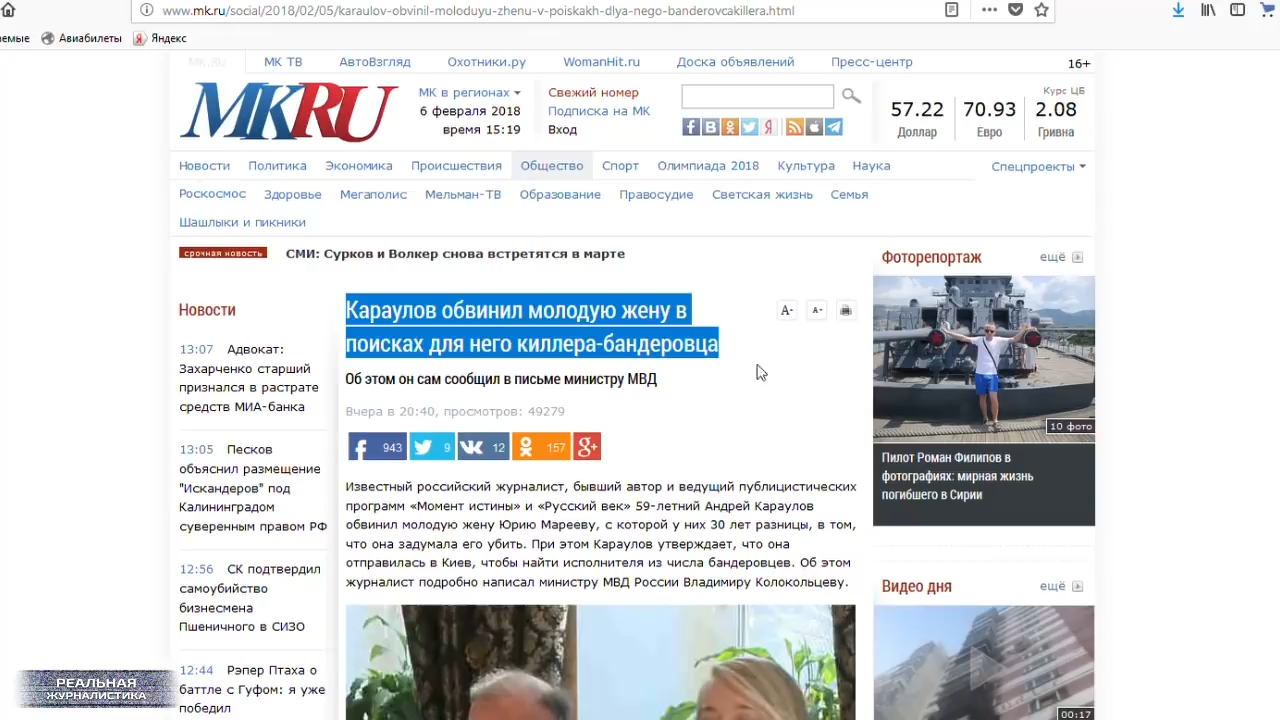 www.mk.ru/social/2018/02/05/karaulov-obvinil-moloduyu-zhenu-v-poiskakh-dlya-nego-banderovcakillera.html
Авиабилеты Яндекс
MK.RU МК ТВ АвтоВзгляд Охотники.ру WomanHit.ru Доска объявлений Пресс-центр 16+
MKRU
МК в регионах
6 февраля 2018
время 15:19
Свежий номер
Подписка на МК
Вход
Курс ЦБ
57.22 70.93 2.08
Доллар Евро Гривна
Новости Политика Экономика Происшествия Общество Спорт Олимпиада 2018 Культура Наука Спецпроекты
Роскосмос Здоровье Мегаполис Мельман-ТВ Образование Правосудие Светская жизнь Семья
Шашлыки и пикники
срочная новость СМИ: Сурков и Волкер снова встретятся в марте
Новости
13:07 Адвокат:
Захарченко старший
признался в растрате
средств МИА-банка
13:05 Песков
объяснил размещение
"Искандеров" под
Калининградом
суверенным правом РФ
12:56 СК подтвердил
самоубийство
бизнесмена
Пшеничного в СИЗО
12:44 Рэпер Птаха о
баттле с Гуфом: я уже
победил
Караулов обвинил молодую жену в
поисках для него киллера-бандеровца
A- A-
Об этом он сам сообщил в письме министру МВД
Вчера в 20:40, просмотров: 49279
943 9 12 157 g+
Известный российский журналист, бывший автор и ведущий публицистических
программ «Момент истины» и «Русский век» 59-летний Андрей Караулов
обвинил молодую жену Юрию Марееву, с которой у них 30 лет разницы, в том,
что она задумала его убить. При этом Караулов утверждает, что она
отправилась в Киев, чтобы найти исполнителя из числа бандеровцев. Об этом
журналист подробно написал министру МВД России Владимиру Колокольцеву.
Фоторепортаж ещё
10 фото
Пилот Роман Филипов в
фотографиях: мирная жизнь
погибшего в Сирии
Видео дня ещё
00:17
РЕАЛЬНАЯ
ЖУРНАЛИСТИКА